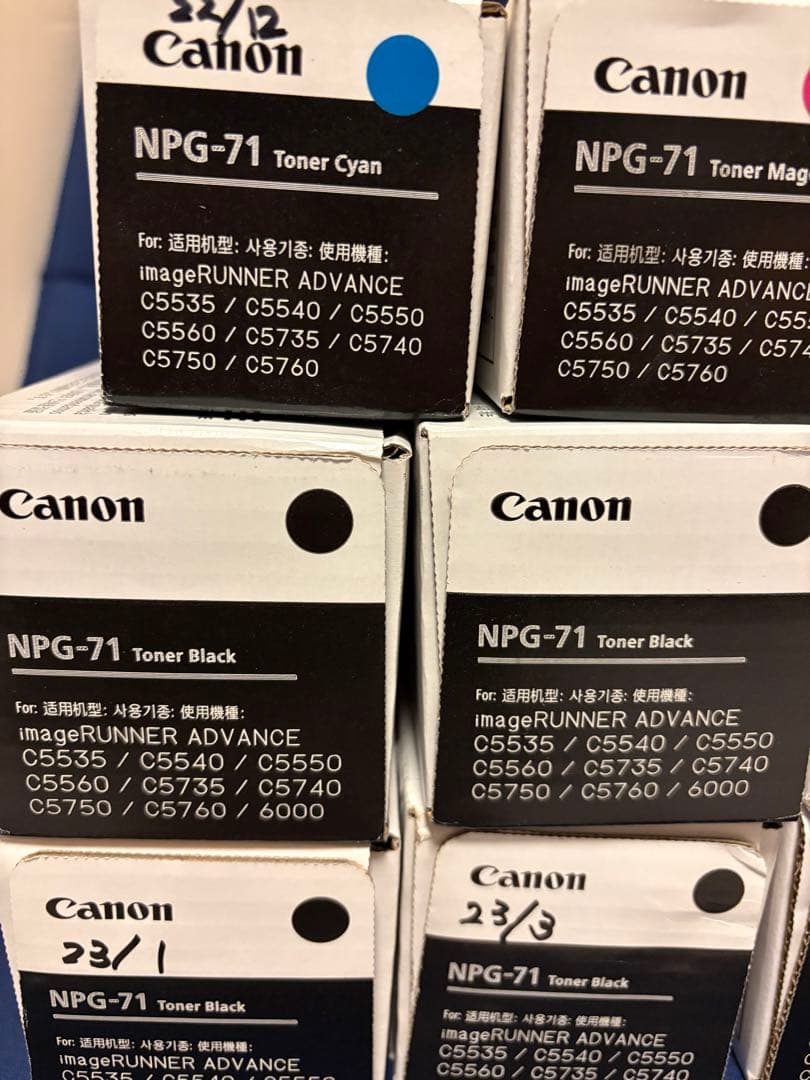 22/12
Canon
NPG-71 Toner Cyan
For: 适用机型: 사용기종: 使用機種:
imageRUNNER ADVANCE
C5535 / C5540 / C5550
C5560 / C5735 / C5740
C5750 / C5760
Canon
NPG-71 Toner Mag
For: 适用机型: 사용기종: 使用機種:
imageRUNNER ADVANC
C5535 / C5540 / C55
C5560 / C5735 / C574
C5750 / C5760
Canon
NPG-71 Toner Black
For: 适用机型: 사용기종: 使用機種:
imageRUNNER ADVANCE
C5535 / C5540 / C5550
C5560 / C5735 / C5740
C5750 / C5760 / 6000
Canon
NPG-71 Toner Black
For: 适用机型: 사용기종: 使用機種:
imageRUNNER ADVANCE
C5535 / C5540 / C5550
C5560 / C5735 / C5740
C5750 / C5760 / 6000
Canon
23/1
NPG-71 Toner Black
For: 适用机型: 사용기종: 使用機種:
imageRUNNER ADVANCE
C5535 / C5540 / C5550
Canon
23/3
NPG-71 Toner Black
For: 适用机型: 사용기종: 使用機種:
imageRUNNER ADVANCE
C5535 / C5540 / C5550
C5560 / C5735 / C5740